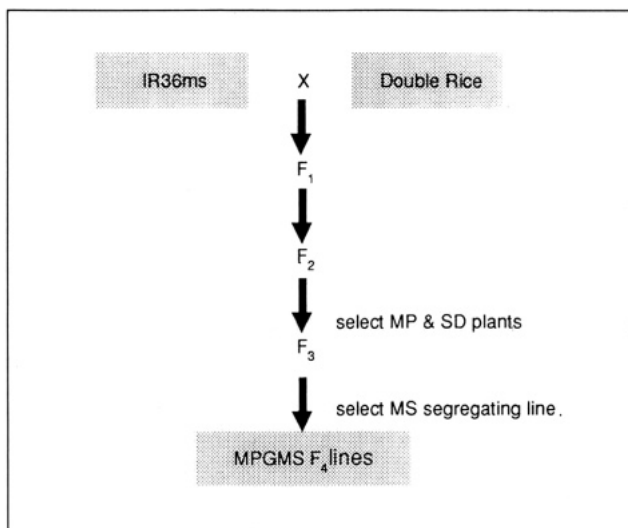 IR36ms X Double Rice
F₁
F₂
select MP & SD plants
F₃
select MS segregating line.
MPGMS F₄ lines